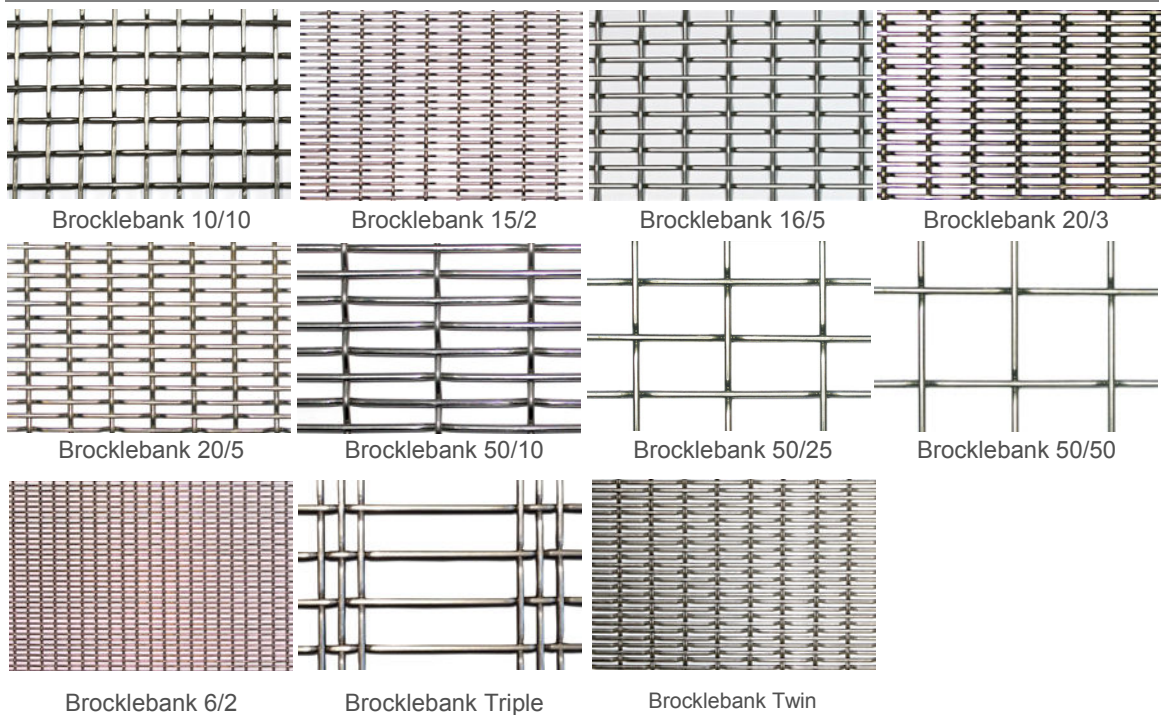 Brocklebank 10/10
Brocklebank 15/2
Brocklebank 16/5
Brocklebank 20/3
Brocklebank 20/5
Brocklebank 50/10
Brocklebank 50/25
Brocklebank 50/50
Brocklebank 6/2
Brocklebank Triple
Brocklebank Twin